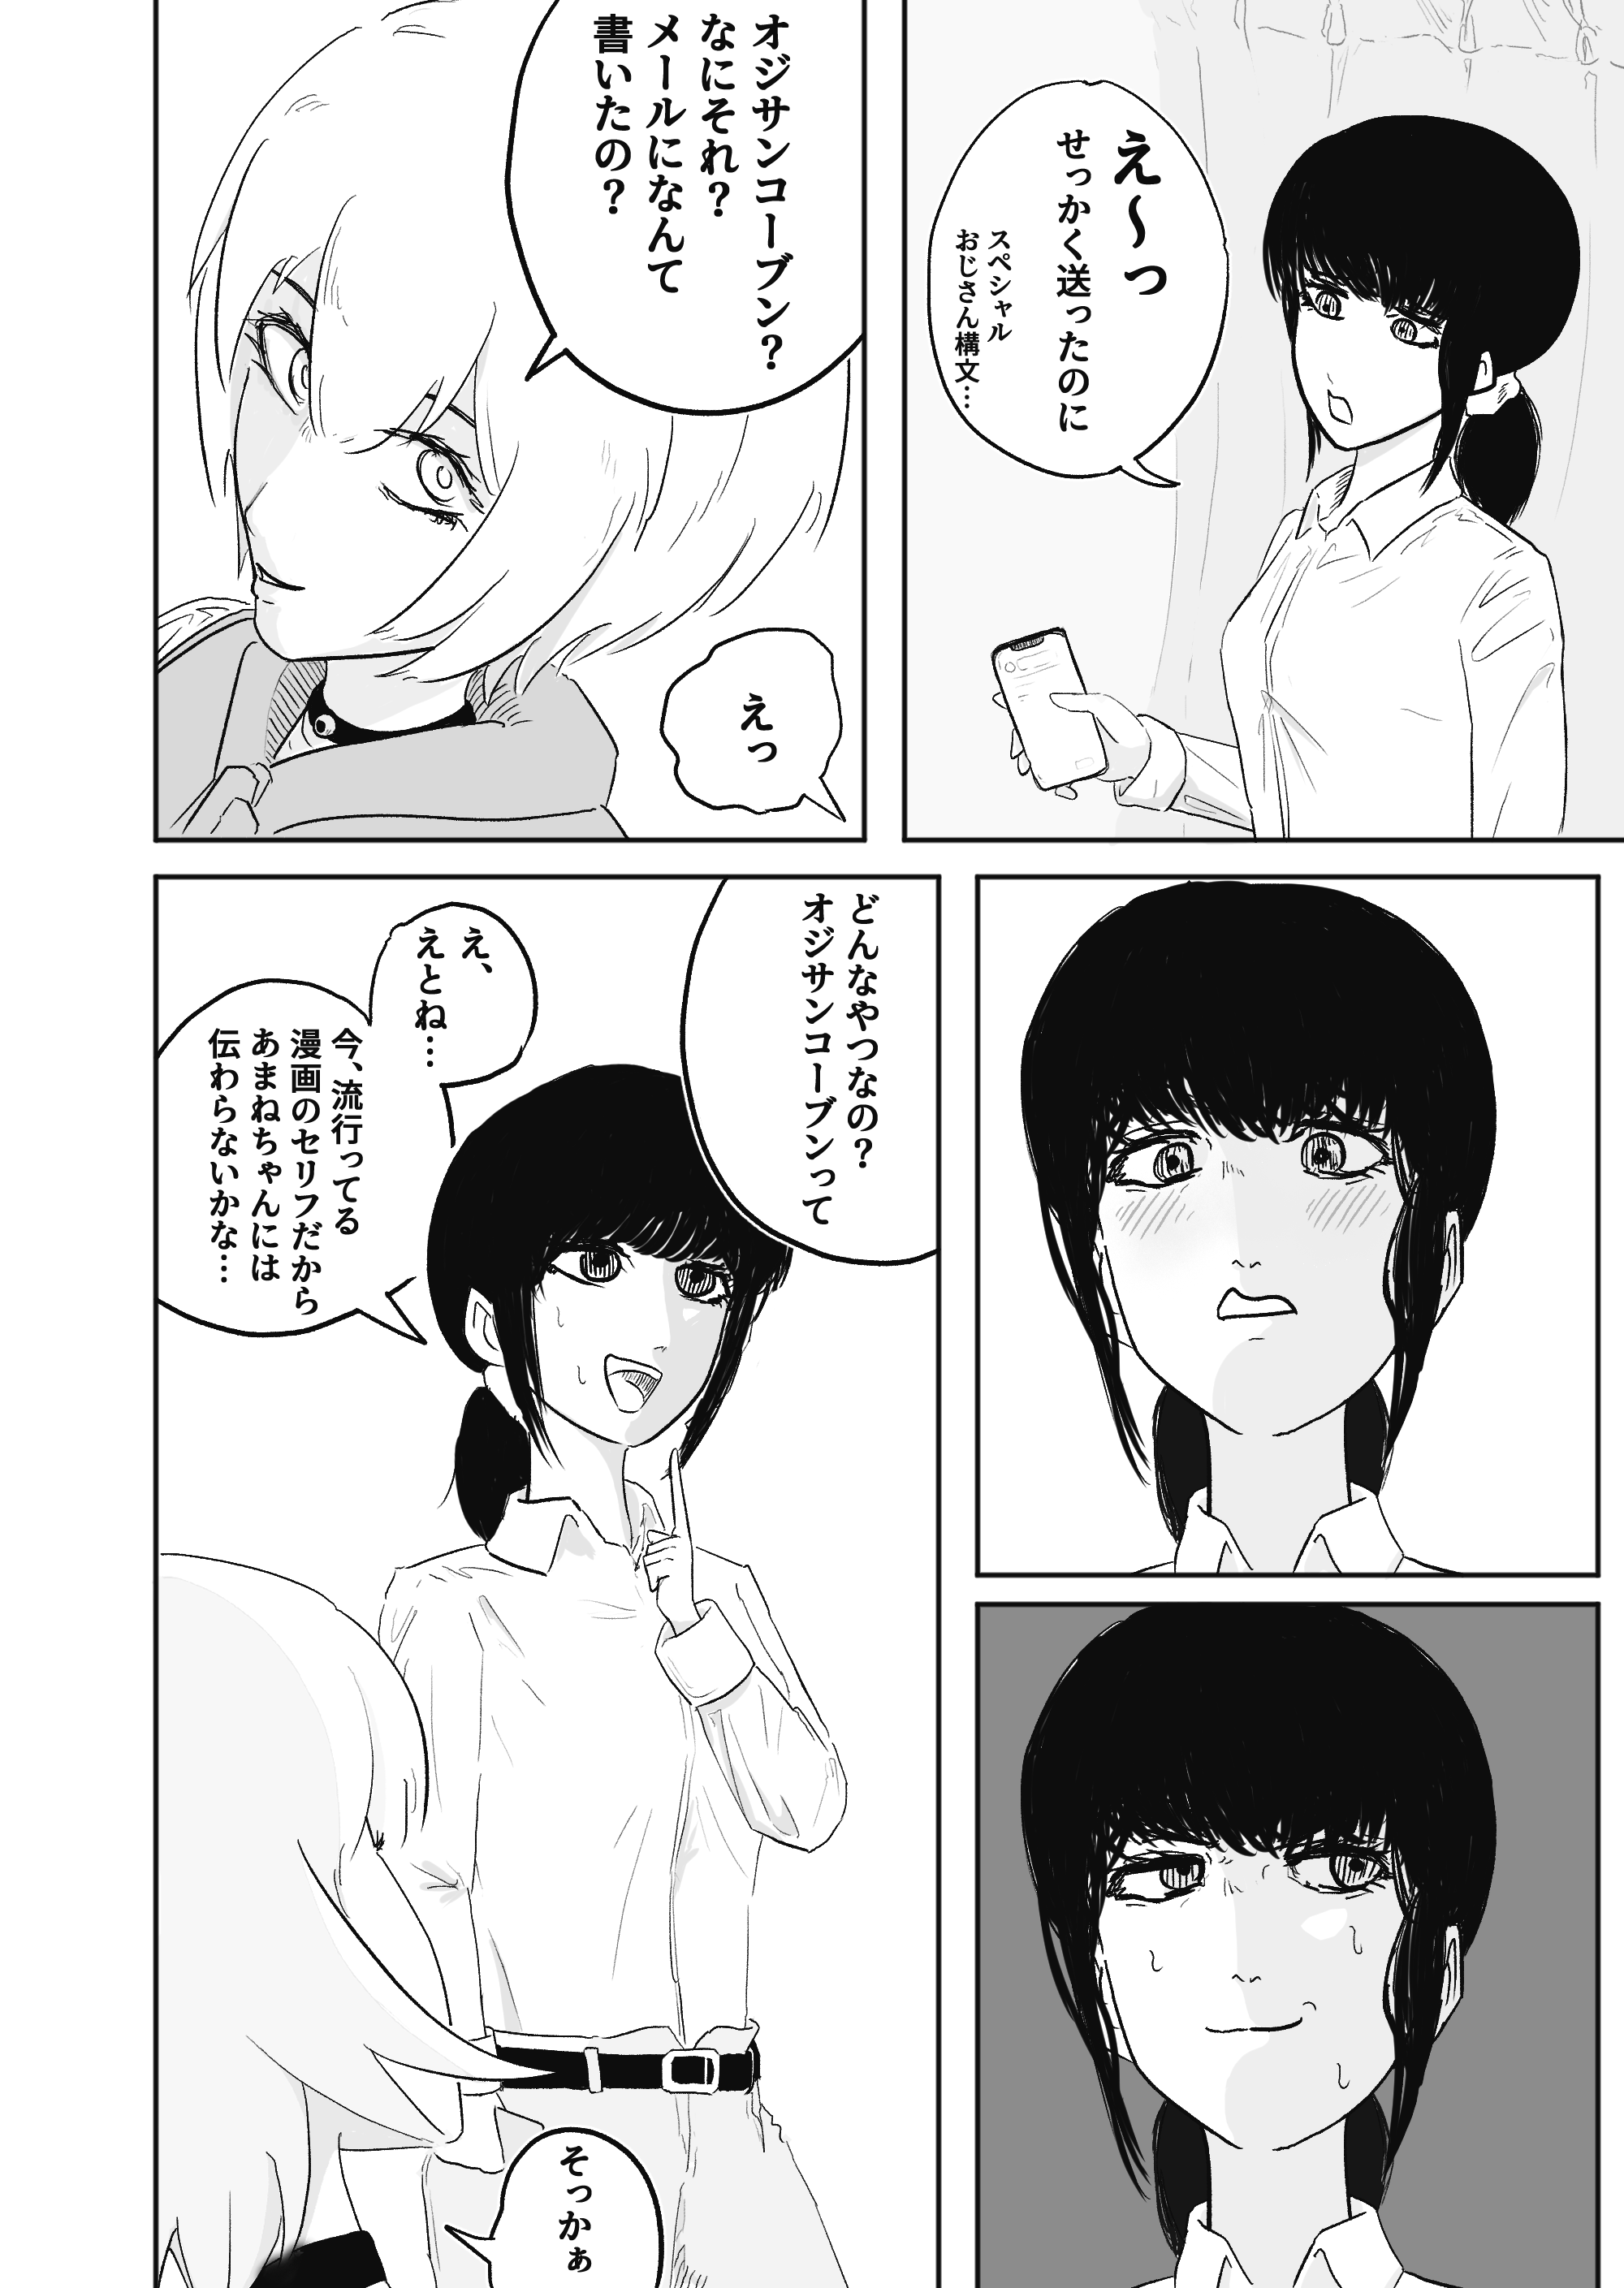 え〜っ
せっかく送ったのに
スペシャル
おじさん構文…
オジサンコーブン？
なにそれ？
メールになんて
書いたの？
えっ
どんなやつなの？
オジサンコーブンって
え、
えとね…
今、流行ってる
漫画のセリフだから
あまねちゃんには
伝わらないかな…
そっかぁ